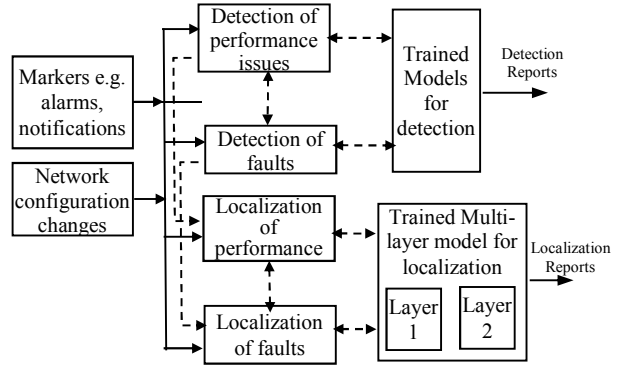 Markers e.g.
alarms,
notifications
Network
configuration
changes
Detection of
performance
issues
Detection of
faults
Localization
of
performance
Localization
of faults
Trained
Models
for
detection
Detection
Reports
Trained Multi-
layer model for
localization
Layer
1
Layer
2
Localization
Reports